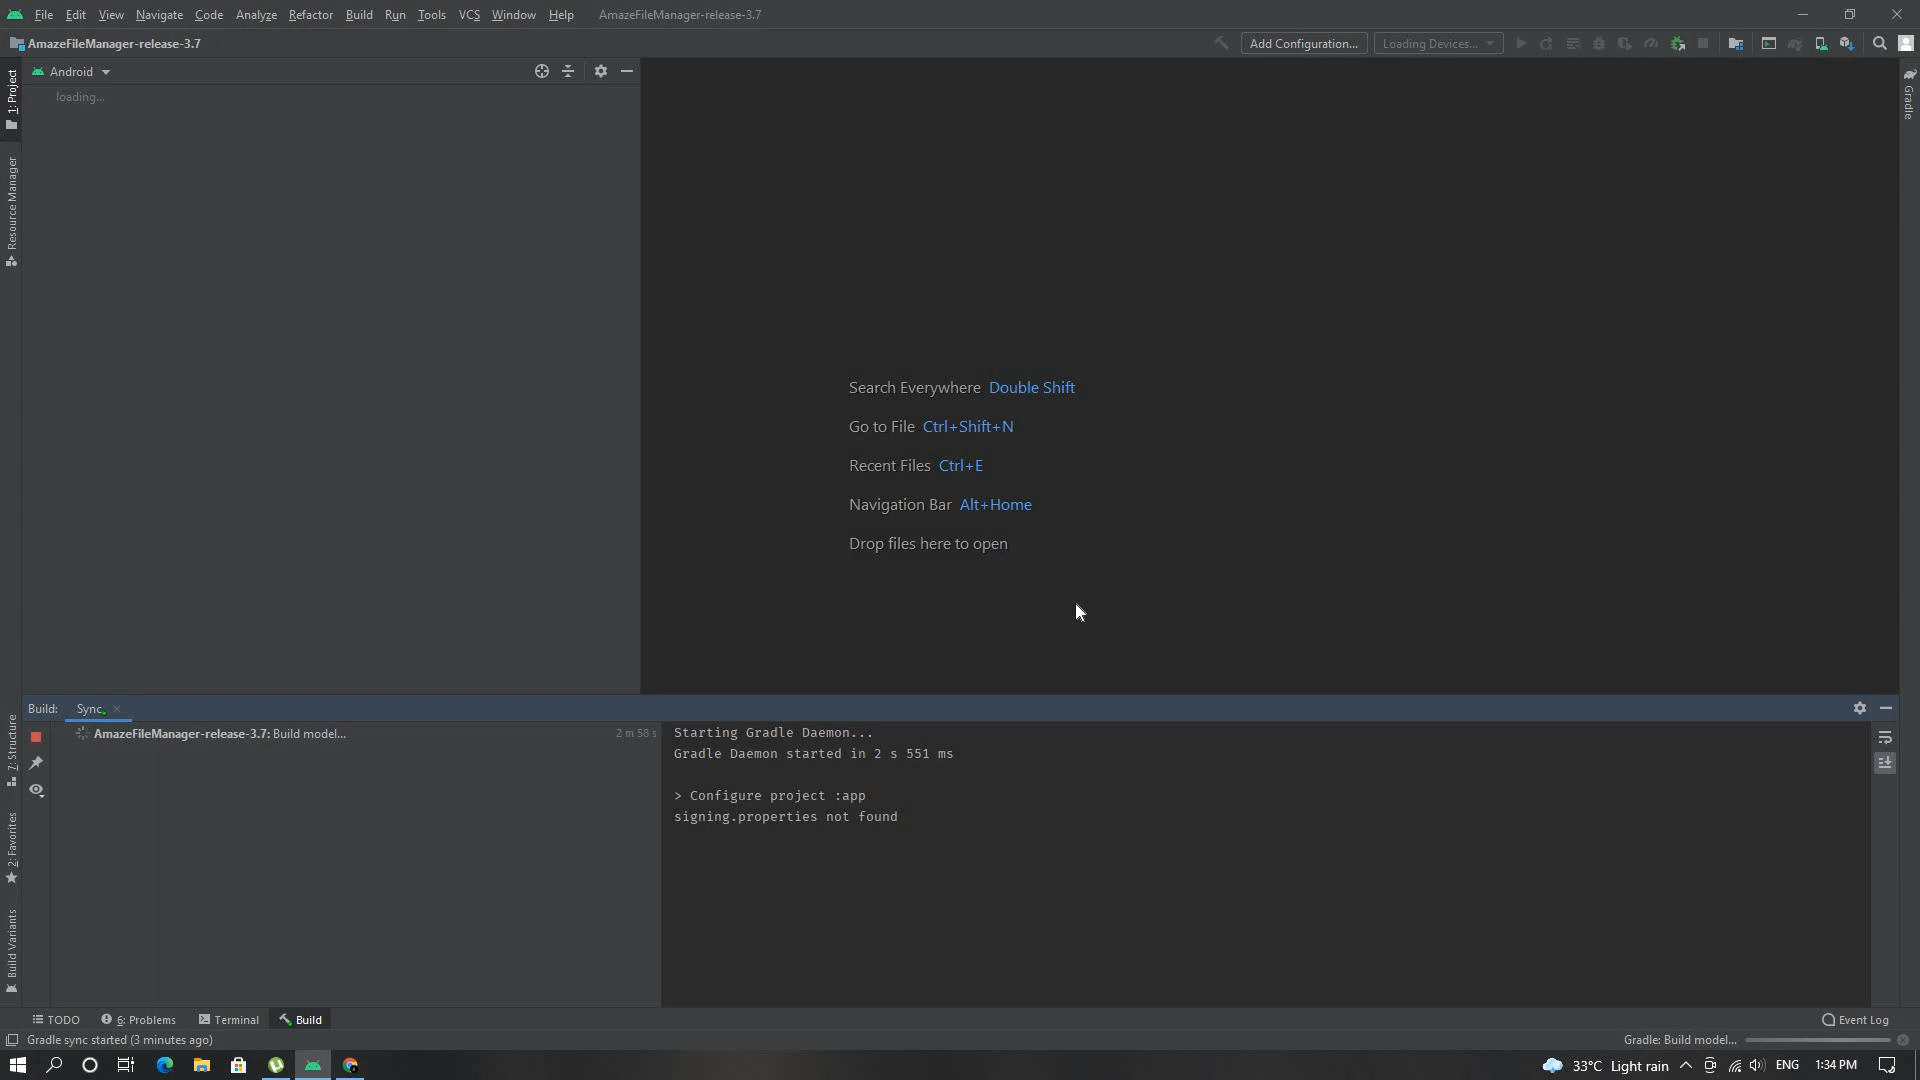 File Edit View Navigate Code Analyze Refactor Build Run Tools VCS Window Help AmazeFileManager-release-3.7
AmazeFileManager-release-3.7
Add Configuration...
Loading Devices...
Android
loading...
1: Project
Resource Manager
7: Structure
2: Favorites
Build Variants
Gradle
Search Everywhere Double Shift
Go to File Ctrl+Shift+N
Recent Files Ctrl+E
Navigation Bar Alt+Home
Drop files here to open
Build: Sync
AmazeFileManager-release-3.7: Build model... 2 m 58 s
Starting Gradle Daemon...
Gradle Daemon started in 2 s 551 ms
> Configure project :app
signing.properties not found
TODO 6: Problems Terminal Build Event Log
Gradle sync started (3 minutes ago) Gradle: Build model...
33°C Light rain ENG 1:34 PM